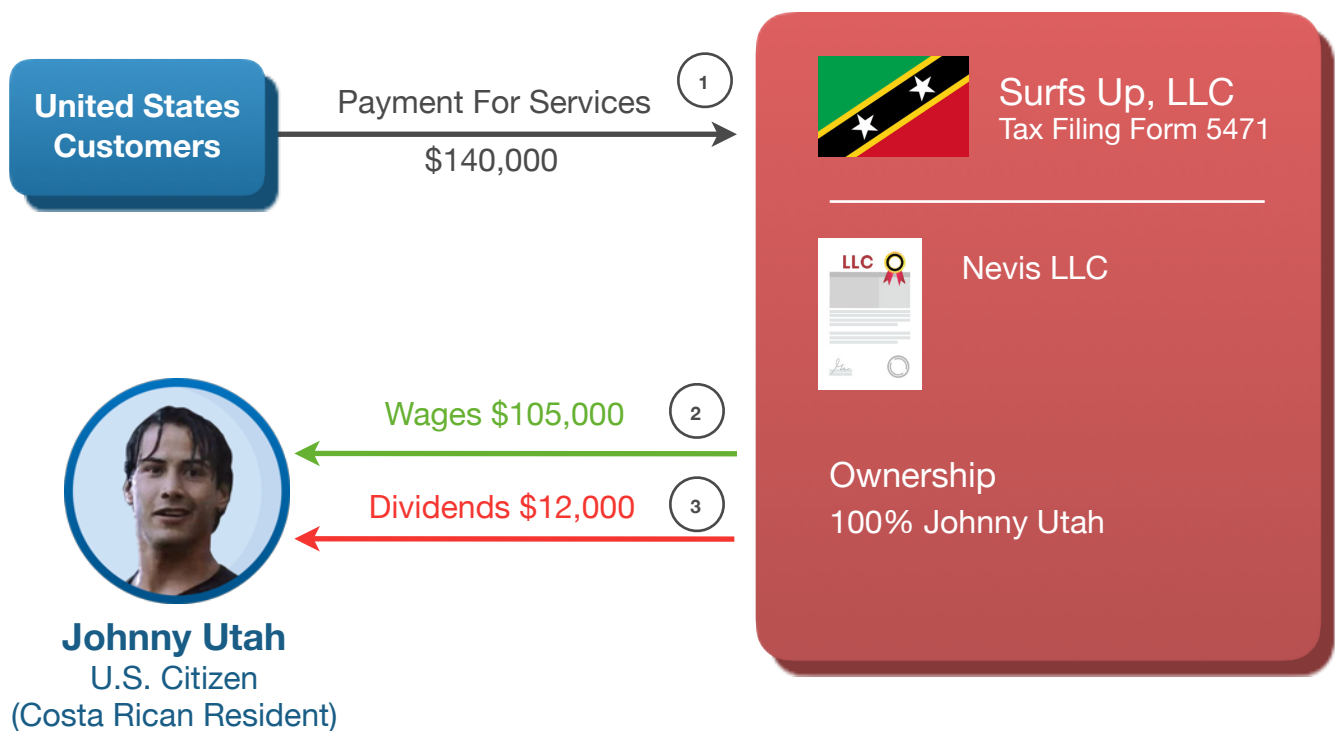 United States
Customers
Payment For Services
1
$140,000
Surfs Up, LLC
Tax Filing Form 5471
LLC
Nevis LLC
Wages $105,000
2
Dividends $12,000
3
Ownership
100% Johnny Utah
Johnny Utah
U.S. Citizen
(Costa Rican Resident)